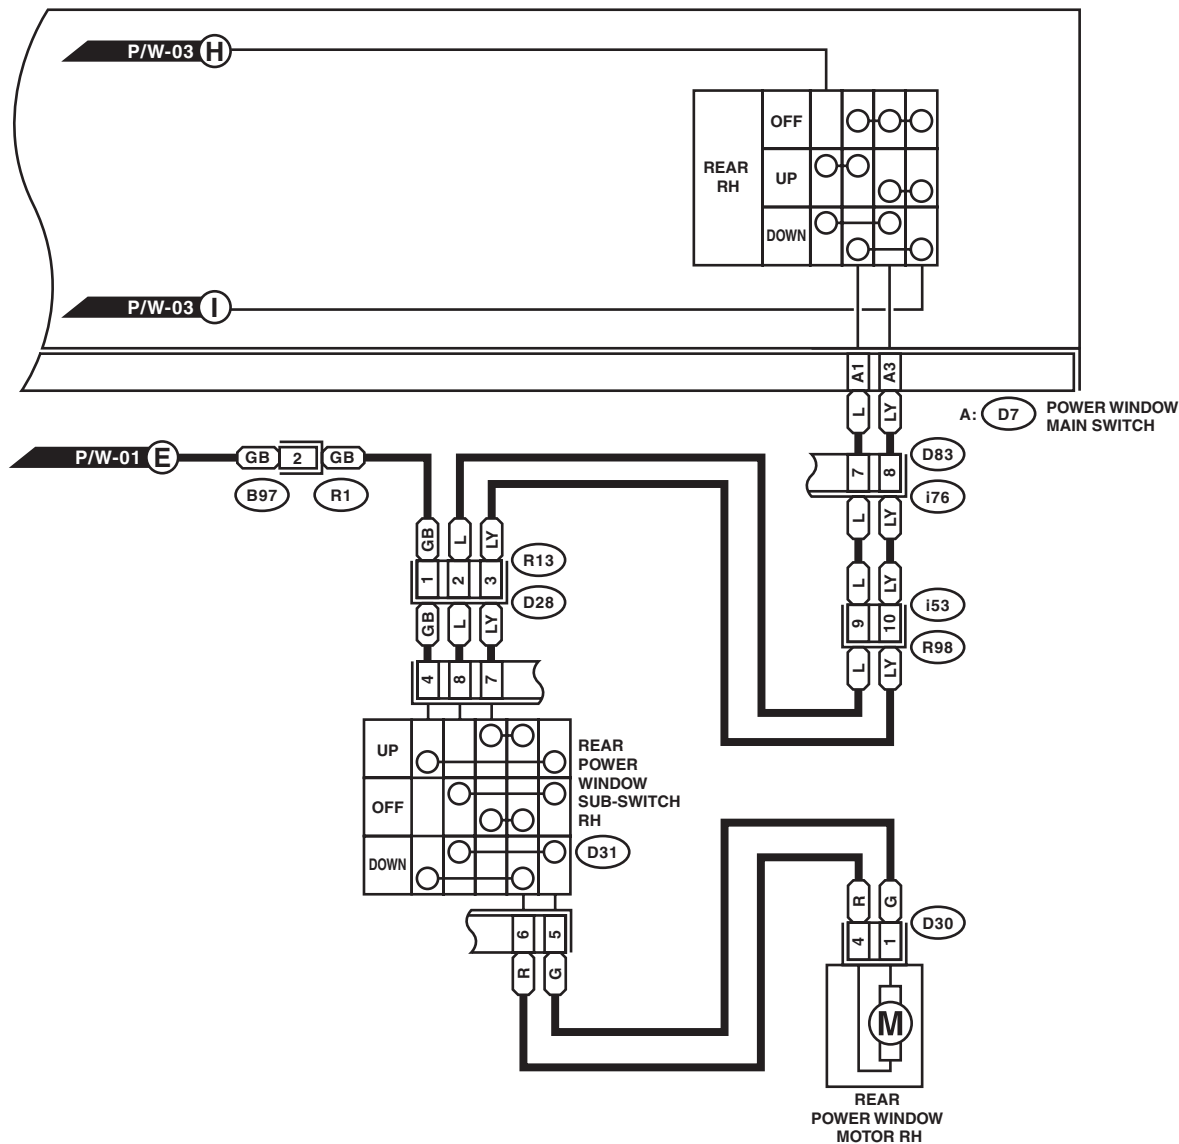 P/W-03 H
OFF
REAR
RH
UP
DOWN
P/W-03 I
A1 A3
L LY
A: D7 POWER WINDOW
MAIN SWITCH
P/W-01 E GB 2 GB
B97 R1
D83
7 8
i76
L LY
GB L LY
R13
1 2 3
D28
GB L LY
L LY
i53
9 10
R98
L LY
4 8 7
UP
OFF
DOWN
REAR
POWER
WINDOW
SUB-SWITCH
RH
D31
6 5
R G
R G
D30
4 1
M
REAR
POWER WINDOW
MOTOR RH